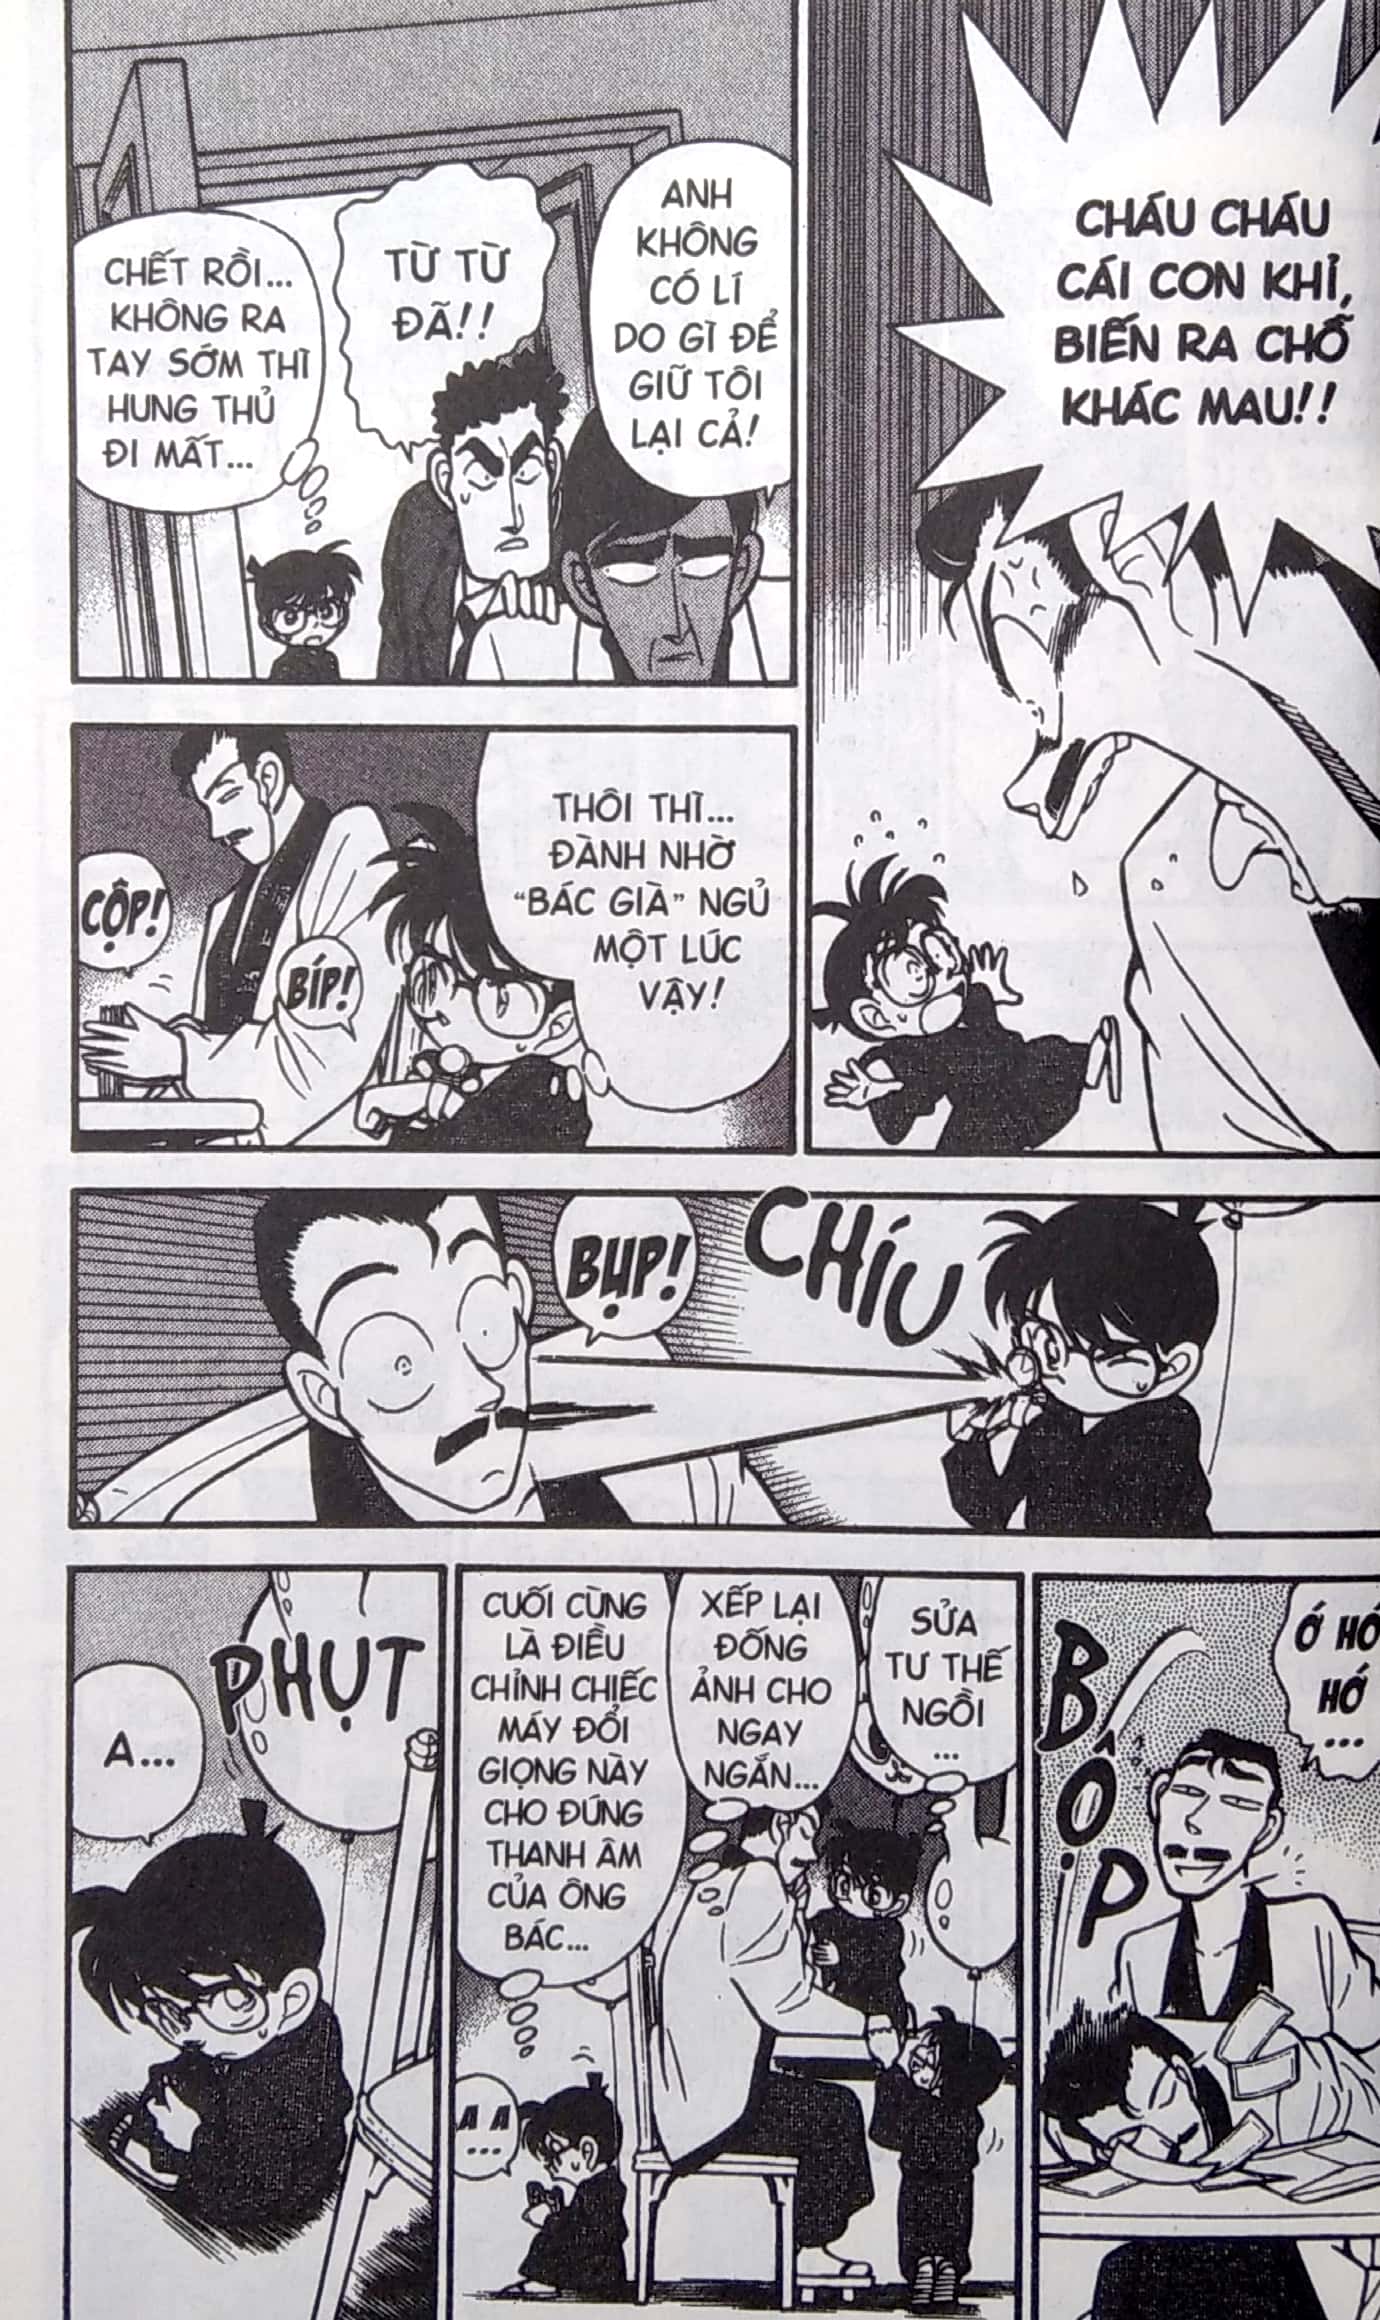 CHÁU CHÁU
CÁI CON KHỈ,
BIẾN RA CHỖ
KHÁC MAU!!
ANH
KHÔNG
CÓ LÍ
DO GÌ ĐỂ
GIỮ TÔI
LẠI CẢ!
TỪ TỪ
ĐÃ!!
CHẾT RỒI...
KHÔNG RA
TAY SỚM THÌ
HUNG THỦ
ĐI MẤT...
THÔI THÌ...
ĐÀNH NHỜ
“BÁC GIÀ” NGỦ
MỘT LÚC
VẬY!
BÍP!
CỘP!
CHÍU
BỤP!
Ớ HỚ
HỚ
...
BỘP
SỬA
TƯ THẾ
NGỒI
...
XẾP LẠI
ĐỐNG
ẢNH CHO
NGAY
NGẮN...
CUỐI CÙNG
LÀ ĐIỀU
CHỈNH CHIẾC
MÁY ĐỔI
GIỌNG NÀY
CHO ĐÚNG
THANH ÂM
CỦA ÔNG
BÁC...
A A
...
PHỤT
A...